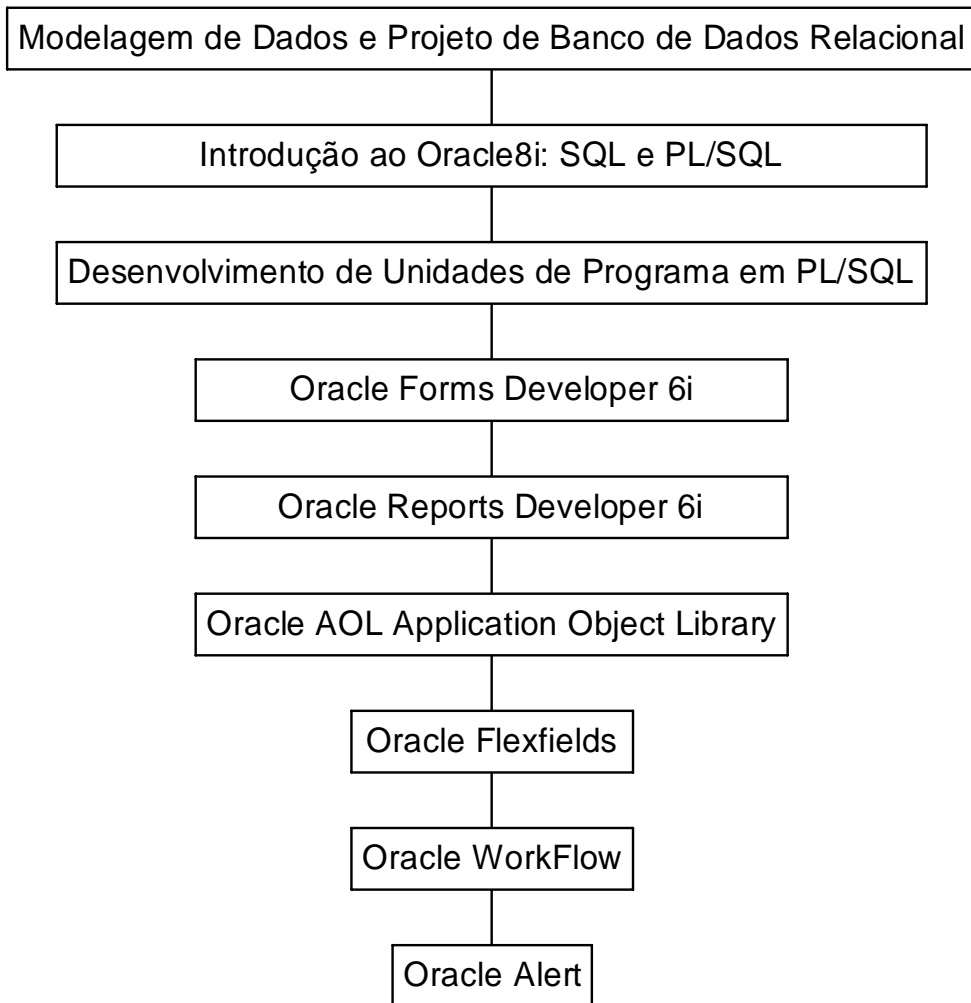 Modelagem de Dados e Projeto de Banco de Dados Relacional
Introdução ao Oracle8i: SQL e PL/SQL
Desenvolvimento de Unidades de Programa em PL/SQL
Oracle Forms Developer 6i
Oracle Reports Developer 6i
Oracle AOL Application Object Library
Oracle Flexfields
Oracle WorkFlow
Oracle Alert